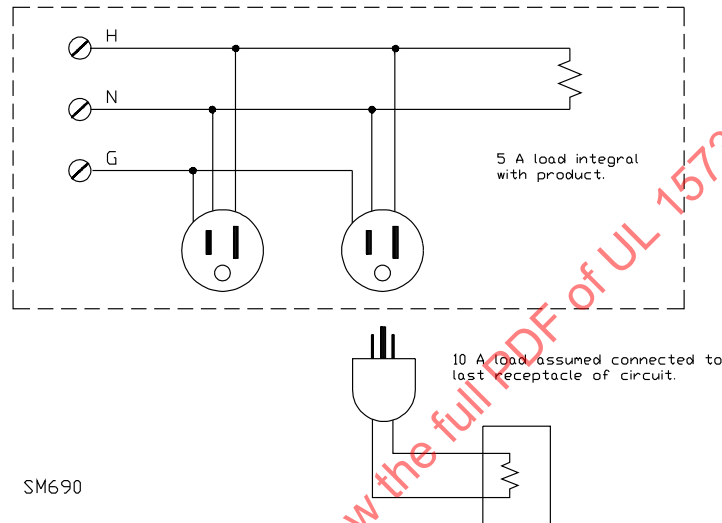 H
N
G
5 A load integral
with product.
10 A load assumed connected to
last receptacle of circuit.
SM690
w the full PDF of UL 157